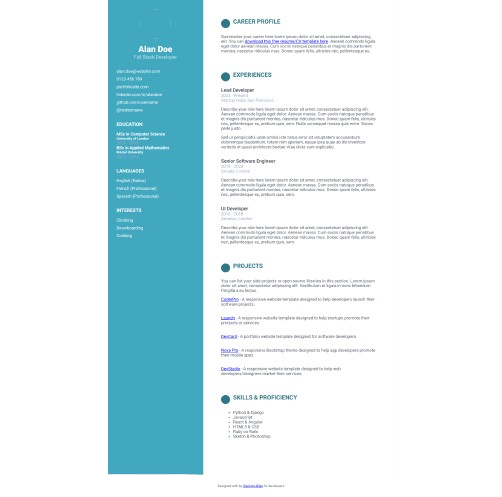 Alan Doe
Full Stack Developer
alan.doe@website.com
0123 456 789
portfoliosite.com
linkedin.com/in/alandoe
github.com/username
@twittername
EDUCATION
MSc in Computer Science
University of London
BSc in Applied Mathematics
Bristol University
LANGUAGES
English (Native)
French (Professional)
Spanish (Professional)
INTERESTS
Climbing
Snowboarding
Cooking
CAREER PROFILE
Summarise your career here lorem ipsum dolor sit amet, consectetuer adipiscing
elit. You can download this free resume/CV template here. Aenean commodo ligula
eget dolor aenean massa. Cum sociis natoque penatibus et magnis dis parturient
montes, nascetur ridiculus mus. Donec quam felis, ultricies nec, pellentesque eu.
EXPERIENCES
Lead Developer
- Present
Startup Hubs, San Francisco
Describe your role here lorem ipsum dolor sit amet, consectetuer adipiscing elit.
Aenean commodo ligula eget dolor. Aenean massa. Cum sociis natoque penatibus
et magnis dis parturient montes, nascetur ridiculus mus. Donec quam felis, ultricies
nec, pellentesque eu, pretium quis, sem. Nulla consequat massa quis enim. Donec
pede justo.
Sed ut perspiciatis unde omnis iste natus error sit voluptatem accusantium
doloremque laudantium, totam rem aperiam, eaque ipsa quae ab illo inventore
veritatis et quasi architecto beatae vitae dicta sunt explicabo.
Senior Software Engineer
Google, London
Describe your role here lorem ipsum dolor sit amet, consectetuer adipiscing elit.
Aenean commodo ligula eget dolor. Aenean massa. Cum sociis natoque penatibus
et magnis dis parturient montes, nascetur ridiculus mus. Donec quam felis, ultricies
nec, pellentesque eu, pretium quis, sem.
UI Developer
Amazon, London
Describe your role here lorem ipsum dolor sit amet, consectetuer adipiscing elit.
Aenean commodo ligula eget dolor. Aenean massa. Cum sociis natoque penatibus
et magnis dis parturient montes, nascetur ridiculus mus. Donec quam felis, ultricies
nec, pellentesque eu, pretium quis, sem.
PROJECTS
You can list your side projects or open source libraries in this section. Lorem ipsum
dolor sit amet, consectetur adipiscing elit. Vestibulum et ligula in nunc bibendum
fringilla a eu lectus.
CoderPro - A responsive website template designed to help developers launch their
software projects.
Launch - A responsive website template designed to help startups promote their
products or services.
DevCard - A portfolio website template designed for software developers.
Nova Pro - A responsive Bootstrap theme designed to help app developers promote
their mobile apps
DevStudio - A responsive website template designed to help web
developers/designers market their services.
SKILLS & PROFICIENCY
• Python & Django
• Javascript
• React & Angular
• HTML5 & CSS
• Ruby on Rails
• Sketch & Photoshop
Designed with by Xiaoying Riley for developers